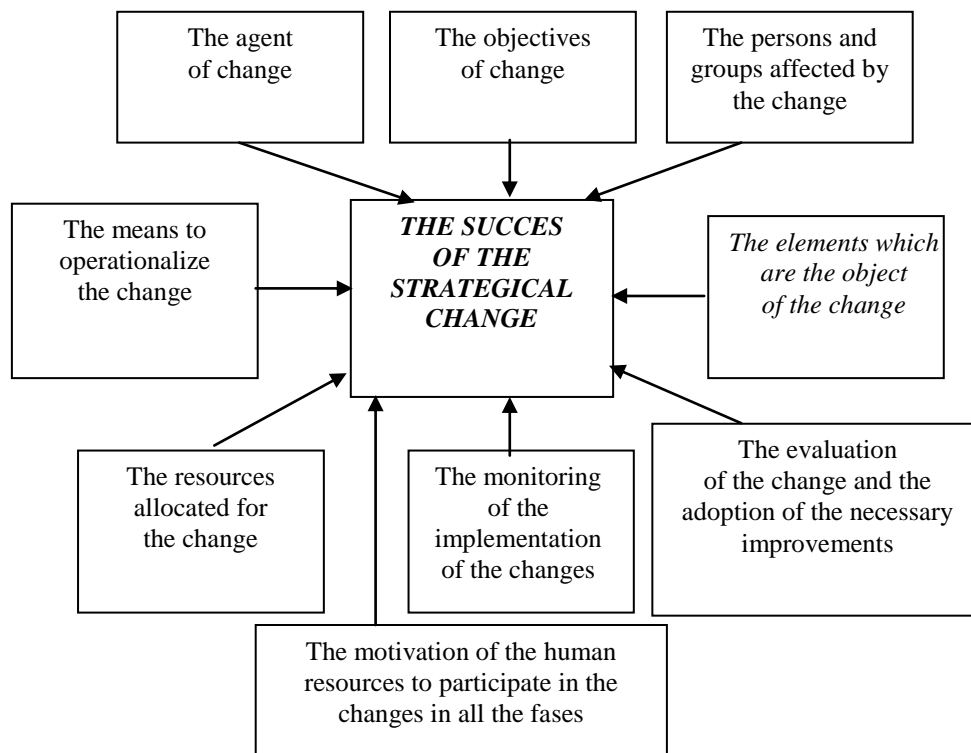 The agent
of change
The objectives
of change
The persons and
groups affected by
the change
The means to
operationalize
the change
THE SUCCES
OF THE
STRATEGICAL
CHANGE
The elements which
are the object
of the change
The resources
allocated for
the change
The monitoring
of the
implementation
of the changes
The evaluation
of the change and the
adoption of the necessary
improvements
The motivation of the human
resources to participate in the
changes in all the fases